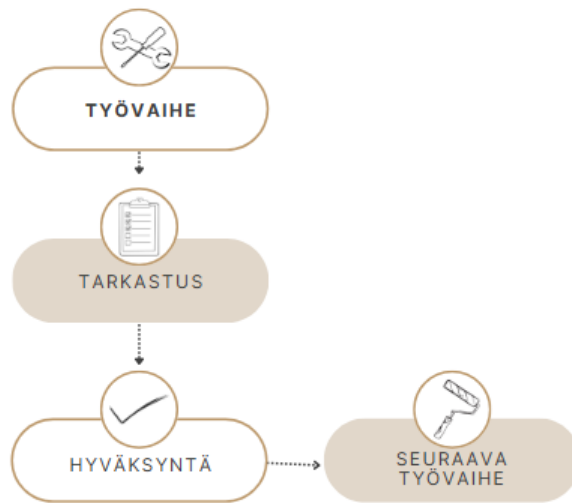 TYÖVAIHE
TARKASTUS
HYVÄKSYNTÄ
SEURAAVA
TYÖVAIHE